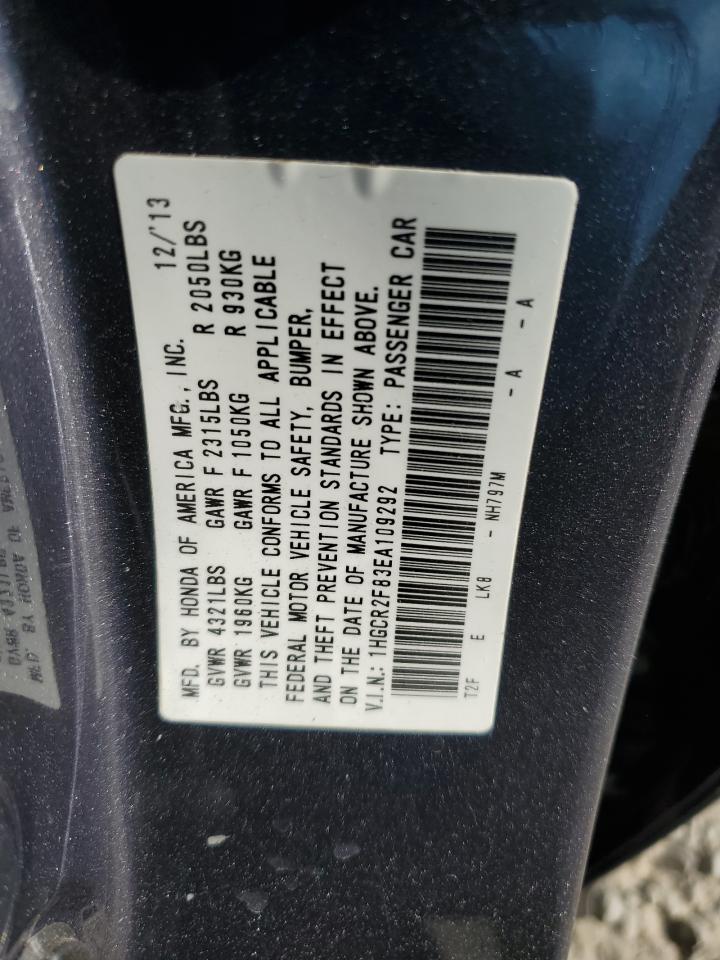 MFD. BY HONDA OF AMERICA MFG., INC. 12/'13
GVWR 4321LBS GAWR F 2315LBS R 2050LBS
GVWR 1960KG GAWR F 1050KG R 930KG
THIS VEHICLE CONFORMS TO ALL APPLICABLE
FEDERAL MOTOR VEHICLE SAFETY, BUMPER,
AND THEFT PREVENTION STANDARDS IN EFFECT
ON THE DATE OF MANUFACTURE SHOWN ABOVE.
V.I.N.: 1HGCR2F83EA109292 TYPE: PASSENGER CAR
T2F E LK8 - NH797M - A - A